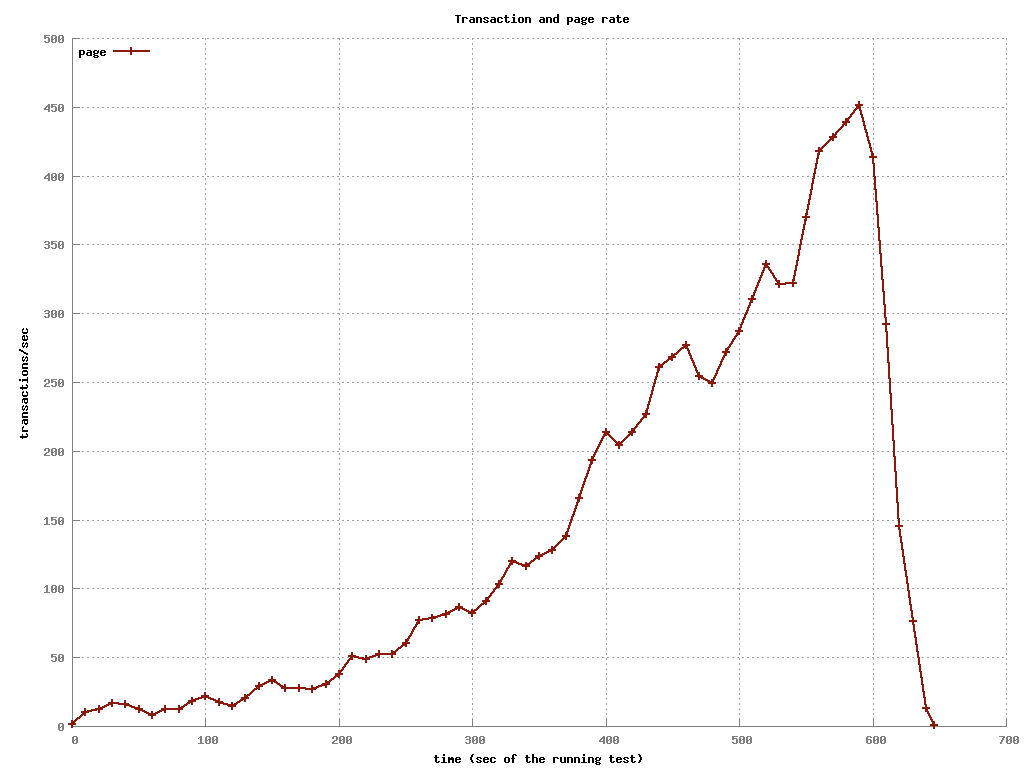 Transaction and page rate
page
500
450
400
350
300
250
200
150
100
50
0
transactions/sec
0 100 200 300 400 500 600 700
time (sec of the running test)